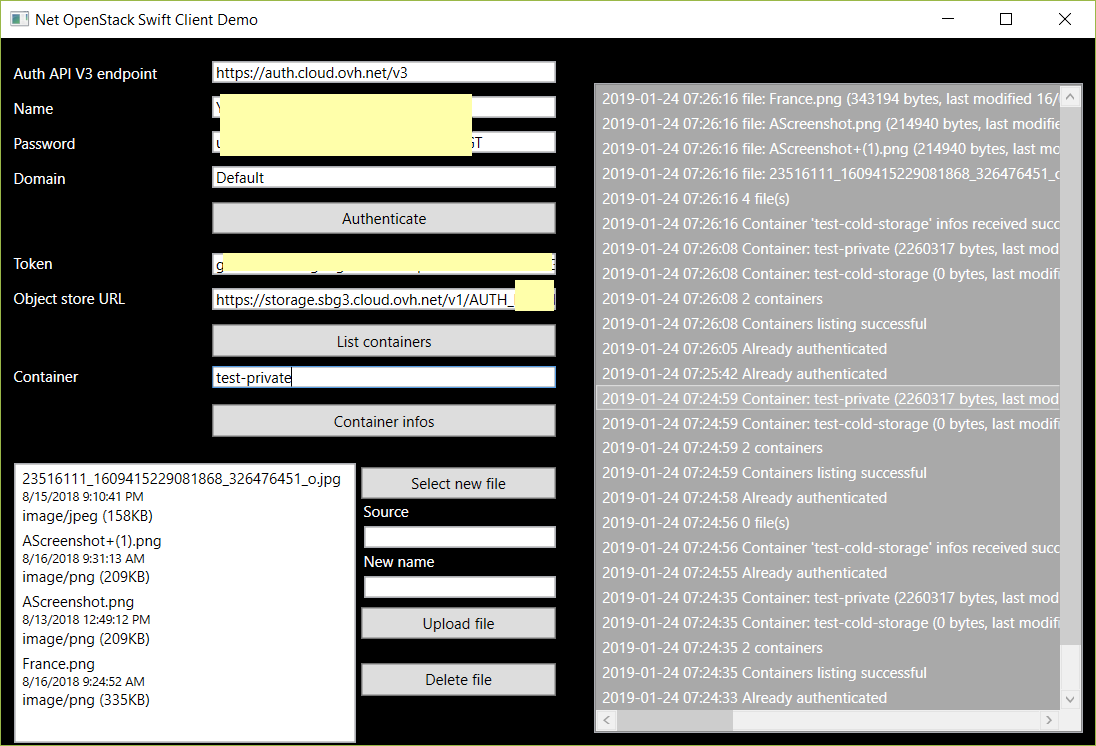 Net OpenStack Swift Client Demo
Auth API V3 endpoint
https://auth.cloud.ovh.net/v3
Name
Password
GT
Domain
Default
Authenticate
Token
g
Object store URL
https://storage.sbg3.cloud.ovh.net/v1/AUTH_
List containers
Container
test-private
Container infos
23516111_1609415229081868_326476451_o.jpg
8/15/2018 9:10:41 PM
image/jpeg (158KB)
AScreenshot+(1).png
8/16/2018 9:31:13 AM
image/png (209KB)
AScreenshot.png
8/13/2018 12:49:12 PM
image/png (209KB)
France.png
8/16/2018 9:24:52 AM
image/png (335KB)
Select new file
Source
New name
Upload file
Delete file
2019-01-24 07:26:16 file: France.png (343194 bytes, last modified 16/
2019-01-24 07:26:16 file: AScreenshot.png (214940 bytes, last modifie
2019-01-24 07:26:16 file: AScreenshot+(1).png (214940 bytes, last mo
2019-01-24 07:26:16 file: 23516111_1609415229081868_326476451_o
2019-01-24 07:26:16 4 file(s)
2019-01-24 07:26:16 Container 'test-cold-storage' infos received succ
2019-01-24 07:26:08 Container: test-private (2260317 bytes, last mod
2019-01-24 07:26:08 Container: test-cold-storage (0 bytes, last modifi
2019-01-24 07:26:08 2 containers
2019-01-24 07:26:08 Containers listing successful
2019-01-24 07:26:05 Already authenticated
2019-01-24 07:25:42 Already authenticated
2019-01-24 07:24:59 Container: test-private (2260317 bytes, last mod
2019-01-24 07:24:59 Container: test-cold-storage (0 bytes, last modifi
2019-01-24 07:24:59 2 containers
2019-01-24 07:24:59 Containers listing successful
2019-01-24 07:24:58 Already authenticated
2019-01-24 07:24:56 0 file(s)
2019-01-24 07:24:56 Container 'test-cold-storage' infos received succ
2019-01-24 07:24:55 Already authenticated
2019-01-24 07:24:35 Container: test-private (2260317 bytes, last mod
2019-01-24 07:24:35 Container: test-cold-storage (0 bytes, last modifi
2019-01-24 07:24:35 2 containers
2019-01-24 07:24:35 Containers listing successful
2019-01-24 07:24:33 Already authenticated